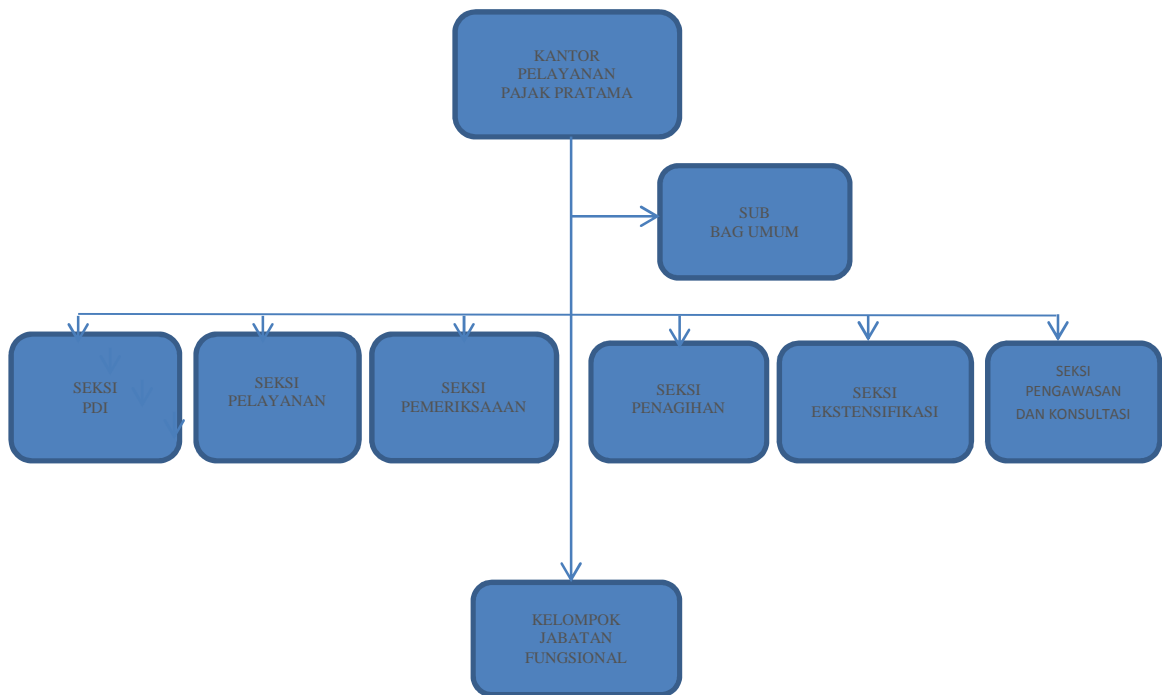 KANTOR
PELAYANAN
PAJAK PRATAMA
SUB
BAG UMUM
SEKSI
PDI
SEKSI
PELAYANAN
SEKSI
PEMERIKSAAAN
SEKSI
PENAGIHAN
SEKSI
EKSTENSIFIKASI
SEKSI
PENGAWASAN
DAN KONSULTASI
KELOMPOK
JABATAN
FUNGSIONAL